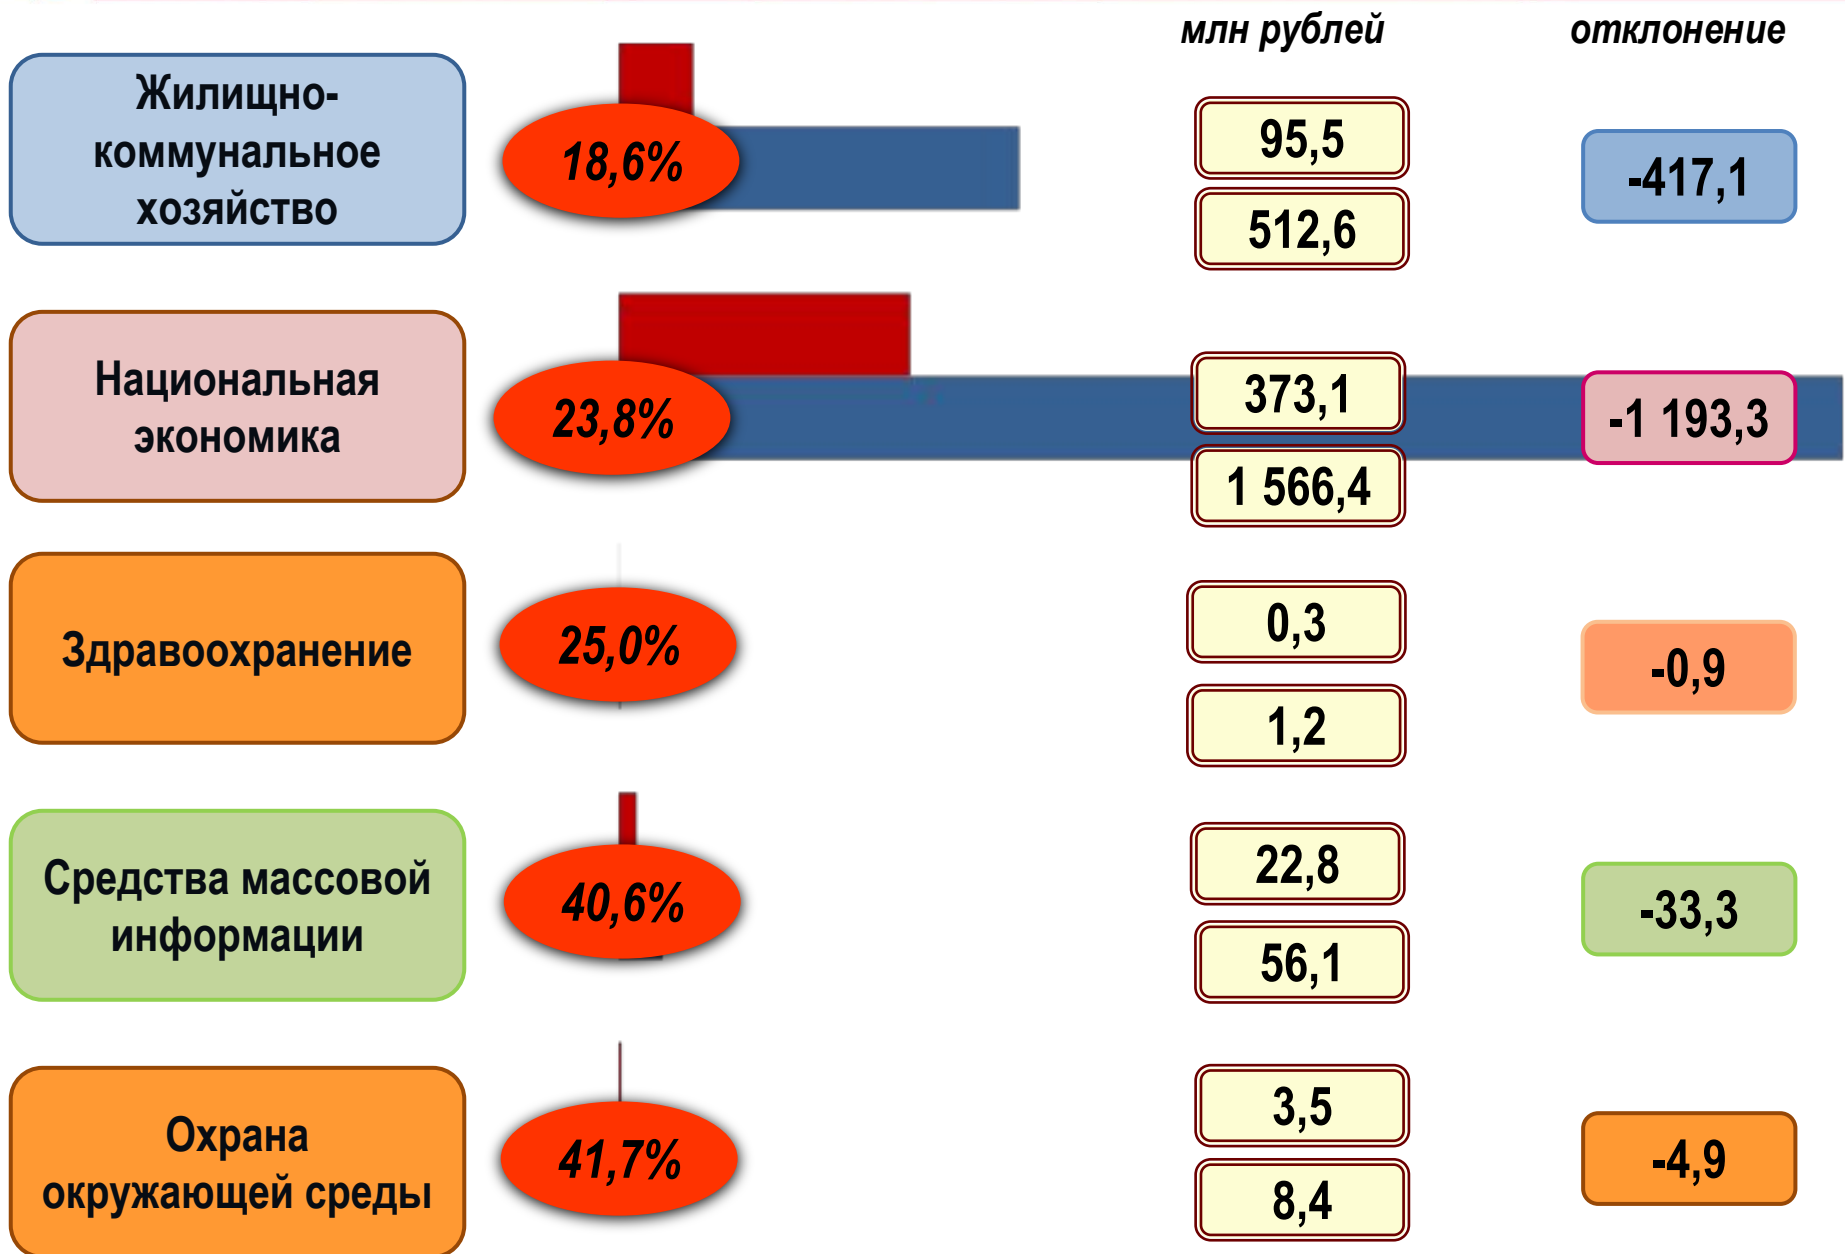 млн рублей отклонение
Жилищно-
коммунальное
хозяйство
18,6%
95,5
512,6
-417,1
Национальная
экономика
23,8%
373,1
1 566,4
-1 193,3
Здравоохранение
25,0%
0,3
1,2
-0,9
Средства массовой
информации
40,6%
22,8
56,1
-33,3
Охрана
окружающей среды
41,7%
3,5
8,4
-4,9